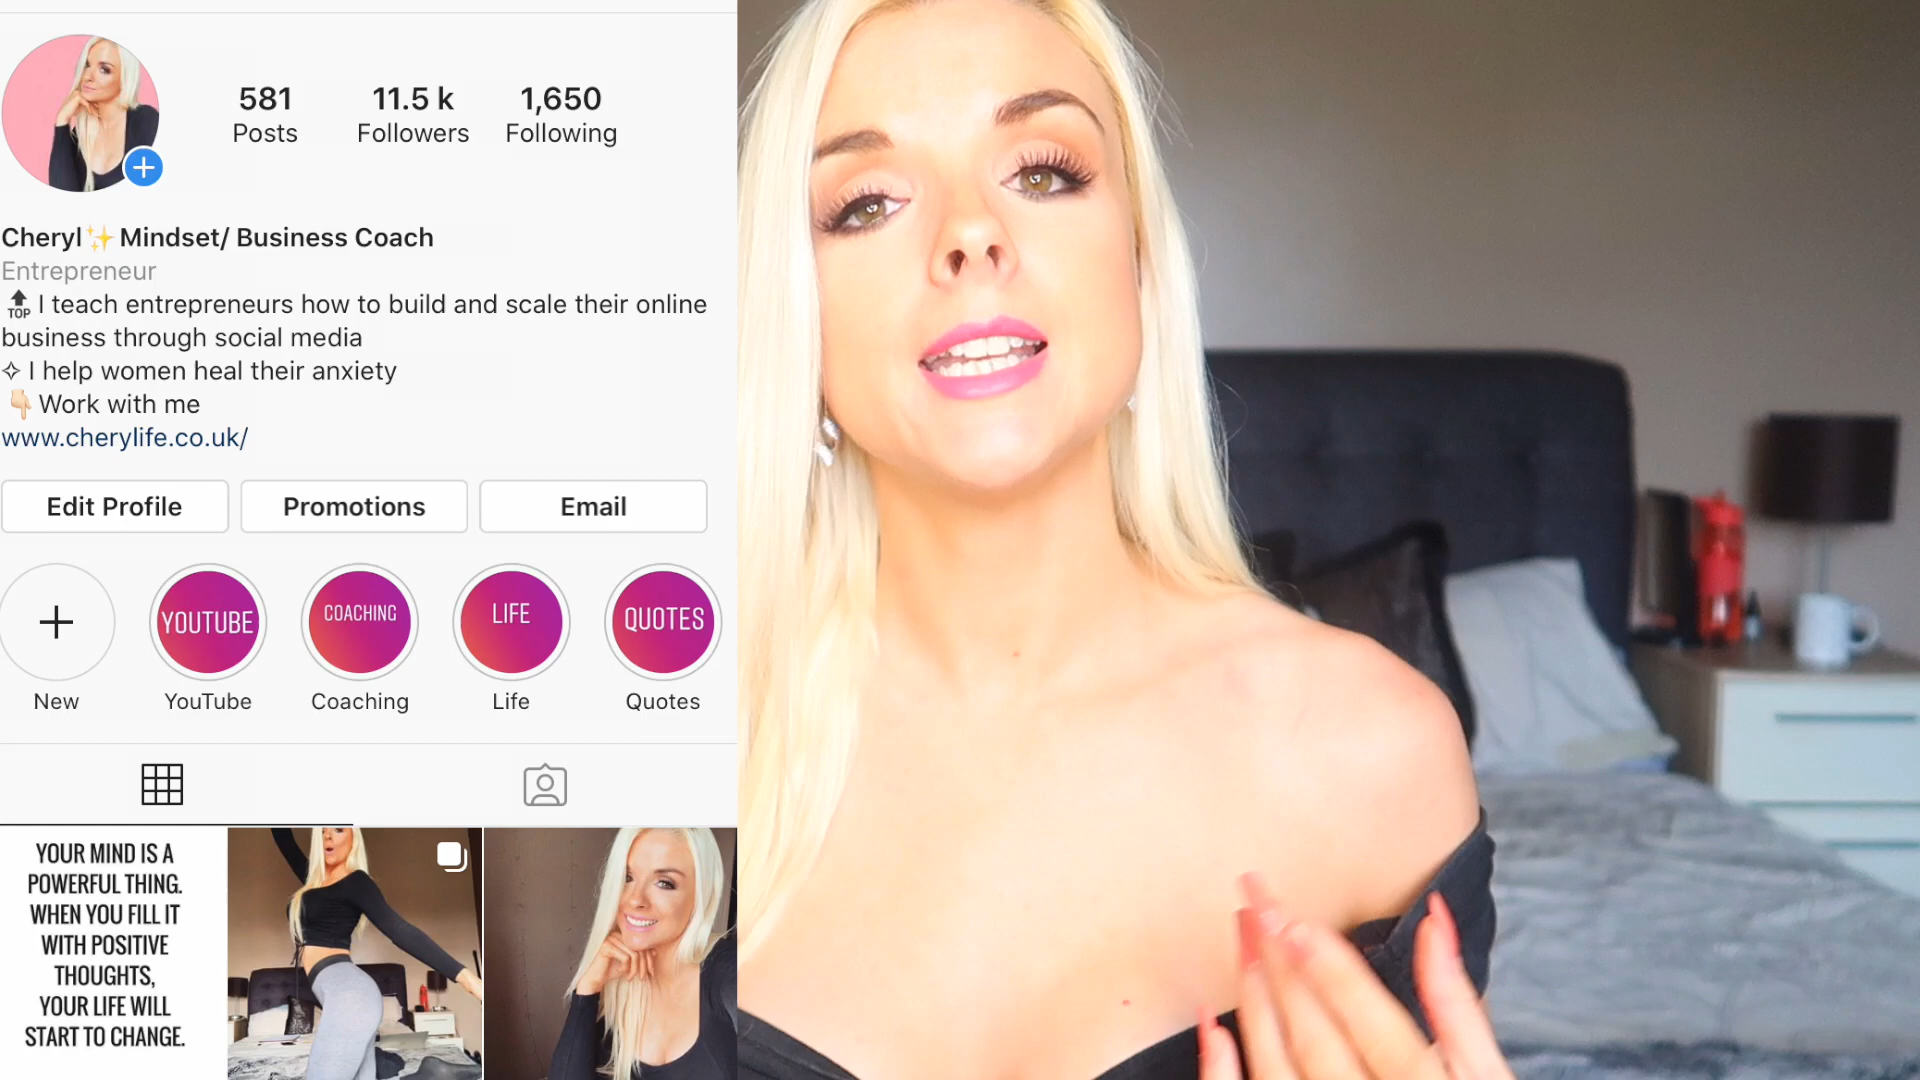 581 11.5 k 1,650
Posts Followers Following
Cheryl✨ Mindset/ Business Coach
Entrepreneur
🔝 I teach entrepreneurs how to build and scale their online
business through social media
✧ I help women heal their anxiety
👇🏻 Work with me
www.cherylife.co.uk/
Edit Profile Promotions Email
YOUTUBE COACHING LIFE QUOTES
New YouTube Coaching Life Quotes
YOUR MIND IS A
POWERFUL THING.
WHEN YOU FILL IT
WITH POSITIVE
THOUGHTS,
YOUR LIFE WILL
START TO CHANGE.